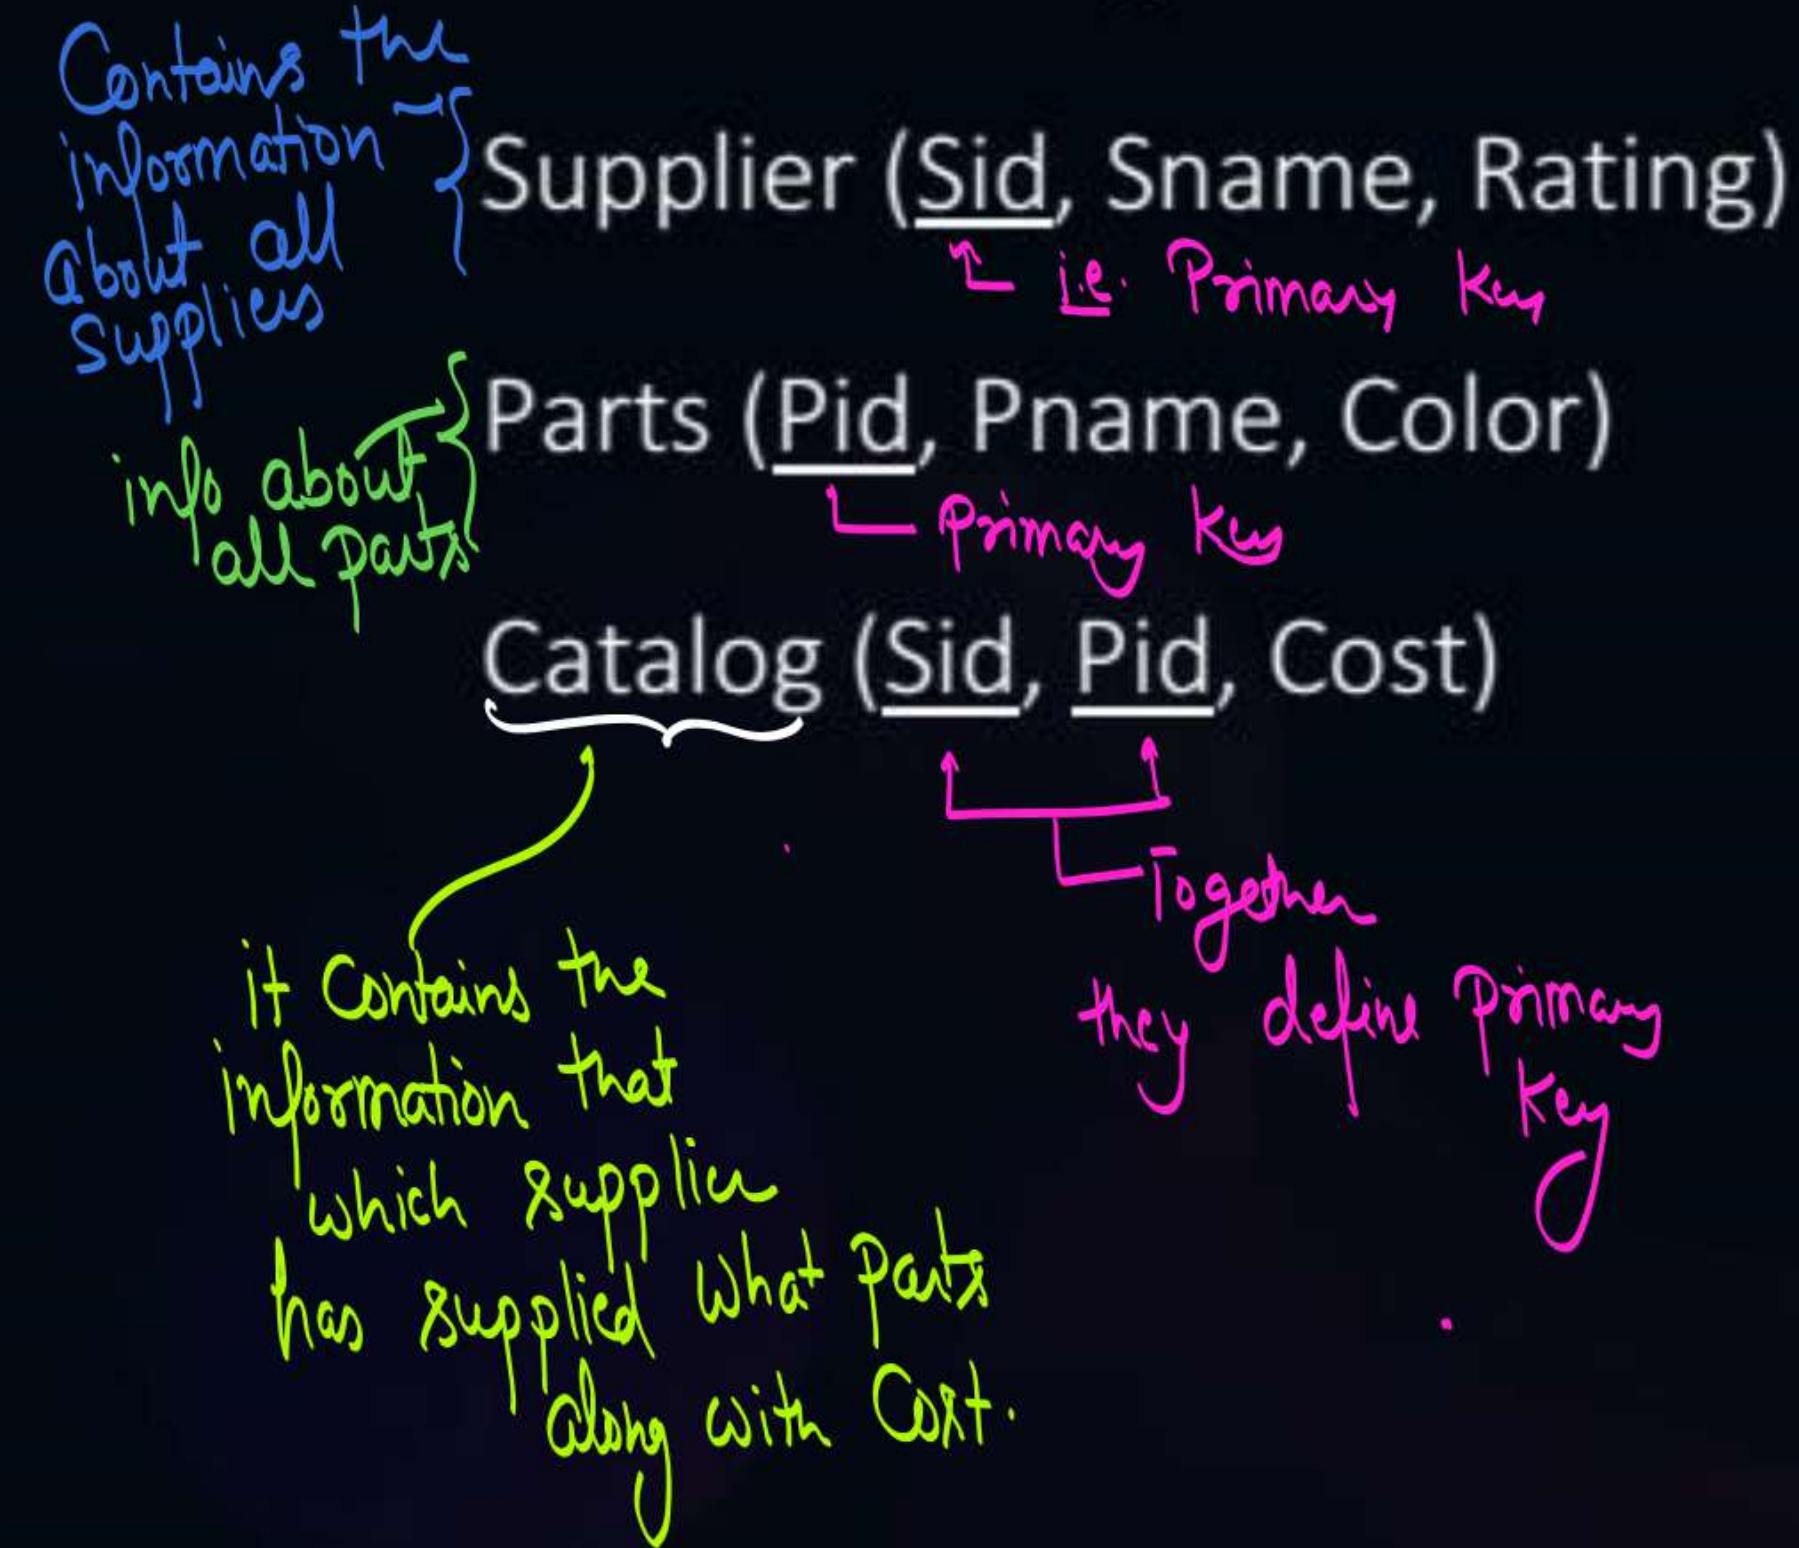 Contains the
information
about all
suppliers
Supplier (Sid, Sname, Rating)
i.e. Primary Key
info about
all parts
Parts (Pid, Pname, Color)
Primary Key
Catalog (Sid, Pid, Cost)
Together
they define primary
key
it contains the
information that
which supplier
has supplied what parts
along with cost.